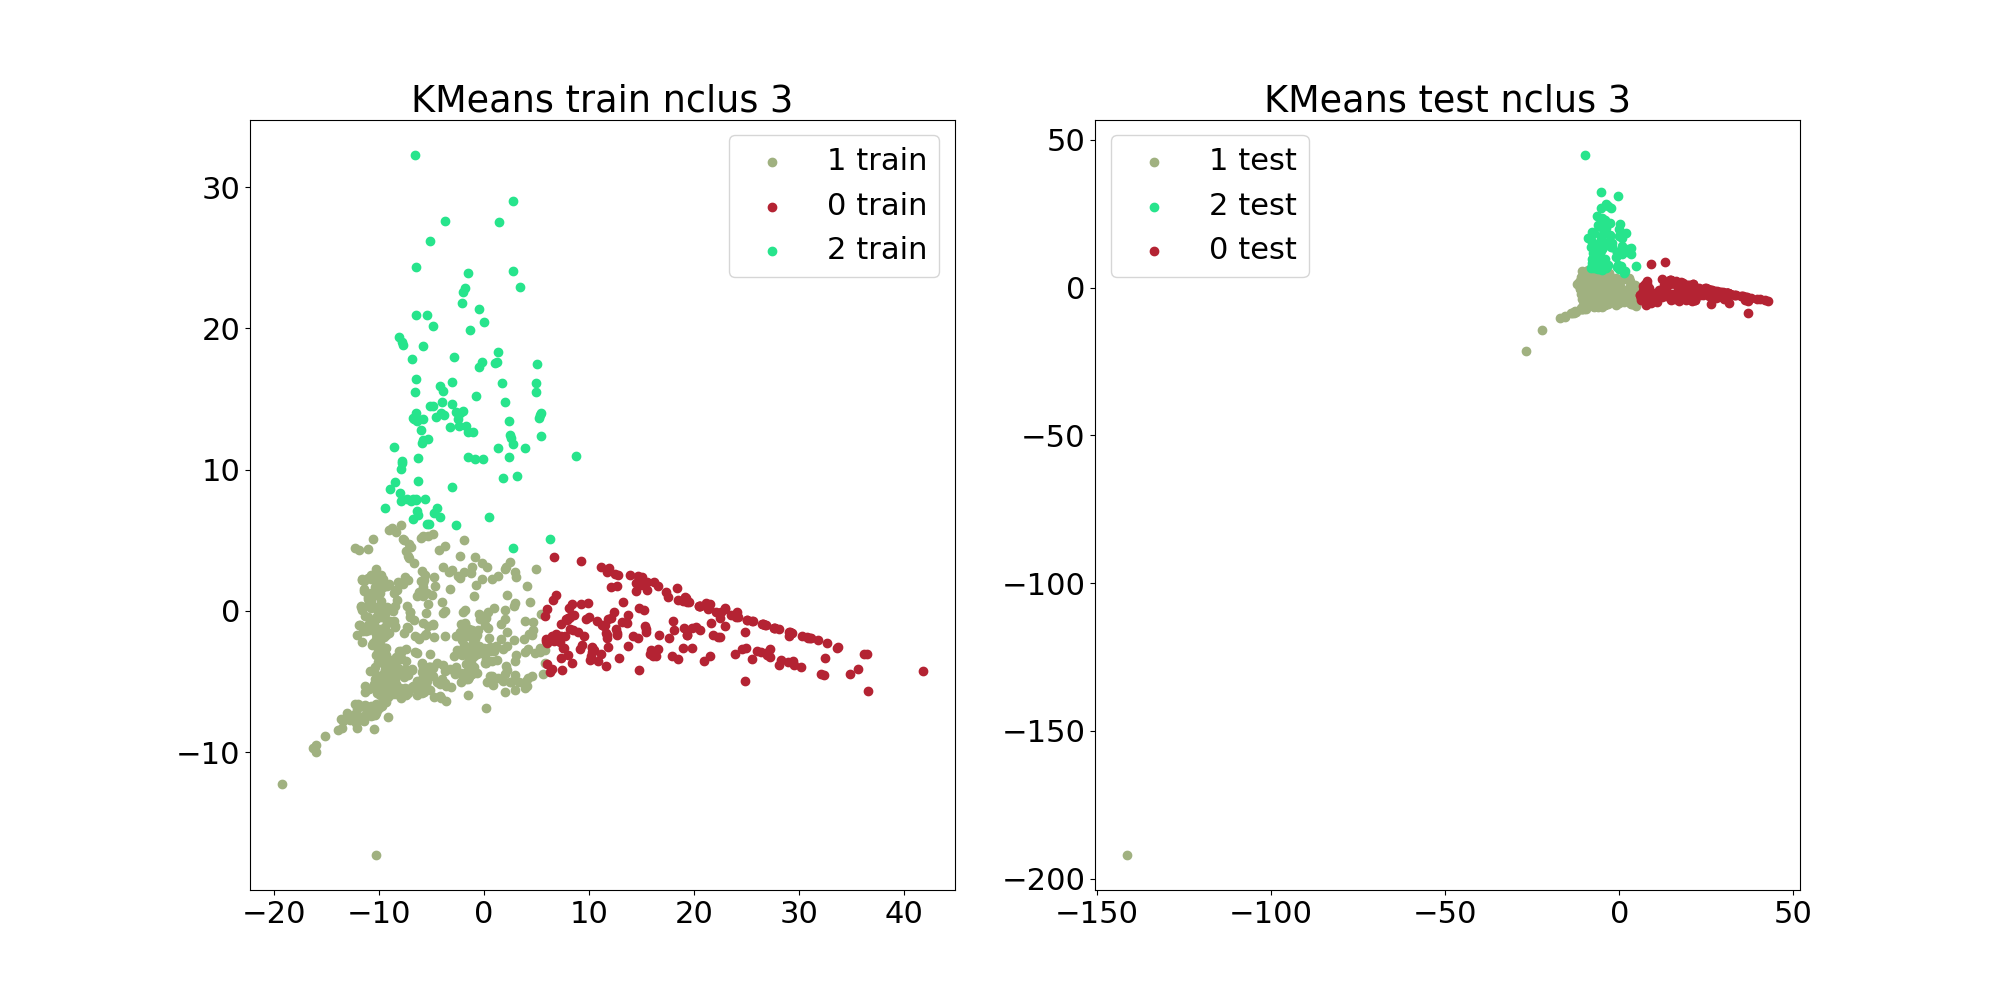 KMeans train nclus 3
1 train
0 train
2 train
30
20
10
0
−10
−20 −10 0 10 20 30 40
KMeans test nclus 3
1 test
2 test
0 test
50
0
−50
−100
−150
−200
−150 −100 −50 0 50